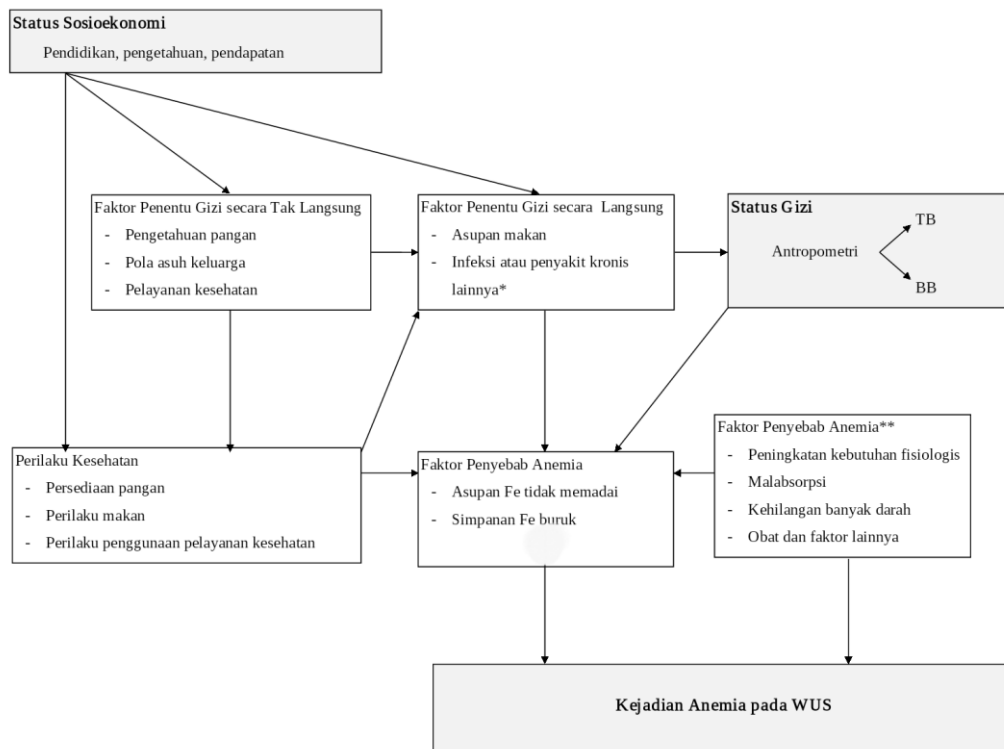 Status Sosioekonomi
Pendidikan, pengetahuan, pendapatan
Faktor Penentu Gizi secara Tak Langsung
- Pengetahuan pangan
- Pola asuh keluarga
- Pelayanan kesehatan
Faktor Penentu Gizi secara Langsung
- Asupan makan
- Infeksi atau penyakit kronis
lainnya*
Status Gizi
TB
Antropometri
BB
Perilaku Kesehatan
- Persediaan pangan
- Perilaku makan
- Perilaku penggunaan pelayanan kesehatan
Faktor Penyebab Anemia
- Asupan Fe tidak memadai
- Simpanan Fe buruk
Faktor Penyebab Anemia**
- Peningkatan kebutuhan fisiologis
- Malabsorpsi
- Kehilangan banyak darah
- Obat dan faktor lainnya
Kejadian Anemia pada WUS